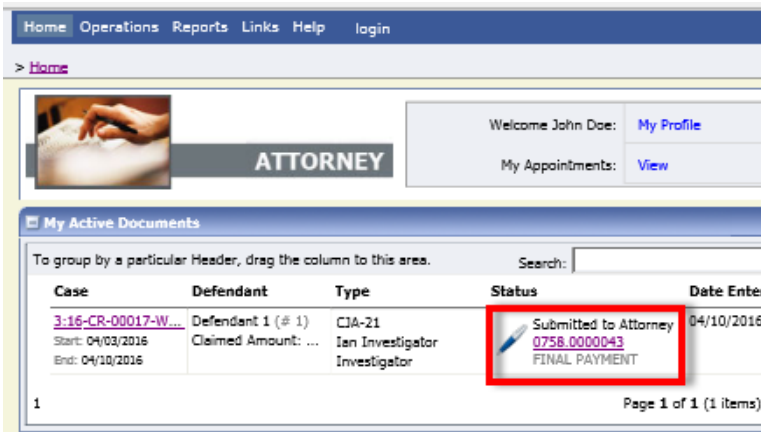 Home Operations Reports Links Help login
> Home
Welcome John Doe: My Profile
ATTORNEY
My Appointments: View
My Active Documents
To group by a particular Header, drag the column to this area. Search:
Case Defendant Type Status Date Ente
3:16-CR-00017-W... Defendant 1 (# 1) CJA-21 Submitted to Attorney 04/10/2016
Start: 04/03/2016 Claimed Amount: ... Ian Investigator 0758.0000043
End: 04/10/2016 Investigator FINAL PAYMENT
1 Page 1 of 1 (1 items)